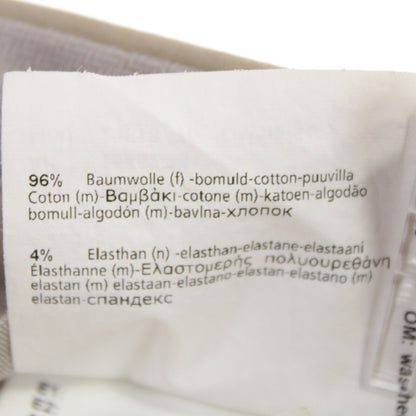 96% Baumwolle (f) -bomuld-cotton-puuvilla
Coton (m)-Βαμβάκι-cotone (m)-katoen-algodão
bomull-algodón (m)-bavlna-хлопок
4% Elasthan (n) -elasthan-elastane-elastaani
Élasthanne (m)-Ελαστομερής πολυουρεθάνη
elastan (m) elastaan-elastano-elastan-elastano (m)
elastan-спандекс
OM: